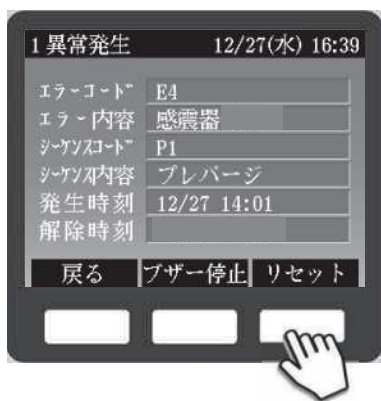 1 異常発生 12/27(水) 16:39
エラーコード E4
エラー内容 感震器
シーケンスコード P1
シーケンス内容 プレパージ
発生時刻 12/27 14:01
解除時刻
戻る ブザー停止 リセット